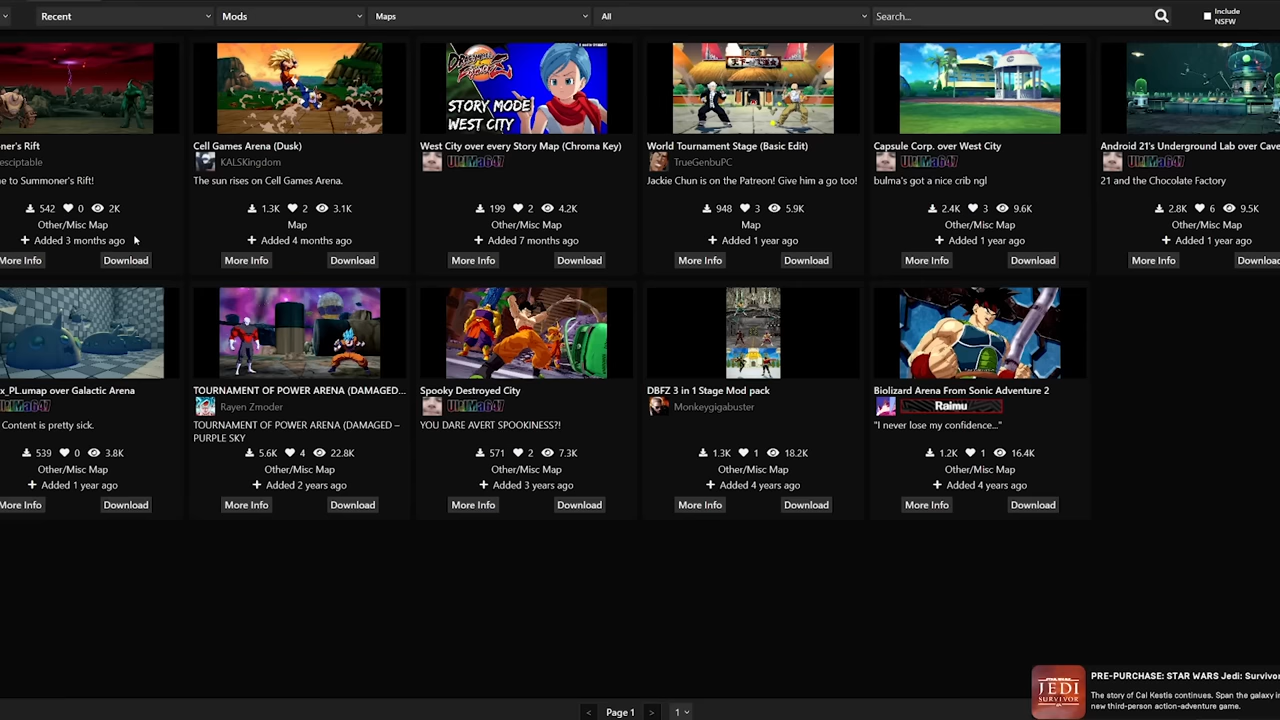 Recent
Mods
Maps
All
Search...
Include
NSFW
oner's Rift
esciptable
e to Summoner's Rift!
542 0 2K
Other/Misc Map
+ Added 3 months ago
More Info
Download
Cell Games Arena (Dusk)
KALSKingdom
The sun rises on Cell Games Arena.
1.3K 2 3.1K
Map
+ Added 4 months ago
More Info
Download
STORY MODE
WEST CITY
West City over every Story Map (Chroma Key)
199 2 4.2K
Other/Misc Map
+ Added 7 months ago
More Info
Download
World Tournament Stage (Basic Edit)
TrueGenbuPC
Jackie Chun is on the Patreon! Give him a go too!
948 3 5.9K
Map
+ Added 1 year ago
More Info
Download
Capsule Corp. over West City
bulma's got a nice crib ngl
2.4K 3 9.6K
Other/Misc Map
+ Added 1 year ago
More Info
Download
Android 21's Underground Lab over Cave
21 and the Chocolate Factory
2.8K 6 9.5K
Other/Misc Map
+ Added 1 year ago
More Info
Downloa
x_PL.umap over Galactic Arena
Content is pretty sick.
539 0 3.8K
Other/Misc Map
+ Added 1 year ago
More Info
Download
TOURNAMENT OF POWER ARENA (DAMAGED...
Rayen Zmoder
TOURNAMENT OF POWER ARENA (DAMAGED –
PURPLE SKY
5.6K 4 22.8K
Other/Misc Map
+ Added 2 years ago
More Info
Download
Spooky Destroyed City
YOU DARE AVERT SPOOKINESS?!
571 2 7.3K
Other/Misc Map
+ Added 3 years ago
More Info
Download
DBFZ 3 in 1 Stage Mod pack
Monkeygigabuster
1.3K 1 18.2K
Other/Misc Map
+ Added 4 years ago
More Info
Download
Biolizard Arena From Sonic Adventure 2
Raimu
"I never lose my confidence..."
1.2K 1 16.4K
Other/Misc Map
+ Added 4 years ago
More Info
Download
JEDI
SURVIVOR
PRE-PURCHASE: STAR WARS Jedi: Survivo
The story of Cal Kestis continues. Span the galaxy i
new third-person action-adventure game.
< Page 1 > 1